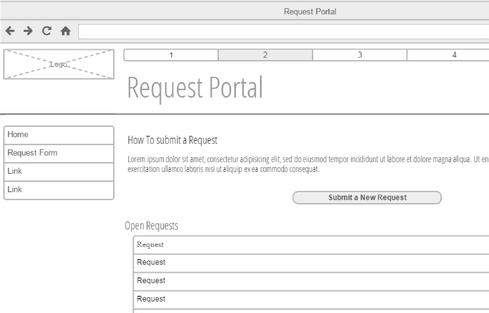 Request Portal
1 2 3 4
Logo
Request Portal
Home
Request Form
Link
Link
How To submit a Request
Lorem ipsum dolor sit amet, consectetur adipisicing elit, sed do eiusmod tempor incididunt ut labore et dolore magna aliqua. Ut en
exercitation ullamco laboris nisi ut aliquip ex ea commodo consequat.
Submit a New Request
Open Requests
Request
Request
Request
Request